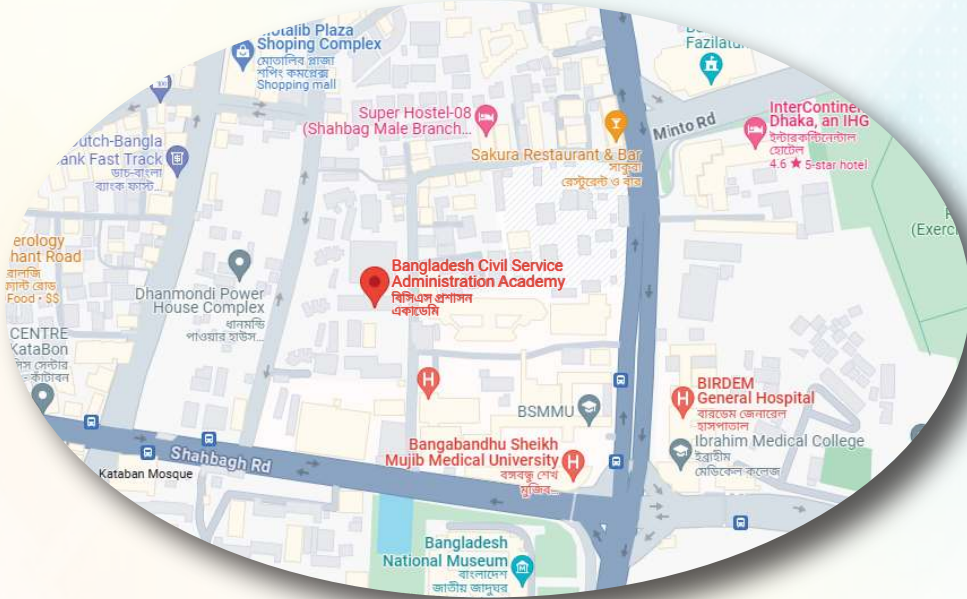 Motalib Plaza
Shoping Complex
মোতালিব প্লাজা
শপিং কমপ্লেক্স
Shopping mall
Fazilatu
Super Hostel-08
(Shahbag Male Branch...
Minto Rd
InterContinen
Dhaka, an IHG
ইন্টারকন্টিনেন্টাল
হোটেল
4.6 ★ 5-star hotel
Dutch-Bangla
Bank Fast Track
ডাচ-বাংলা
ব্যাংক ফাস্ট...
Sakura Restaurant & Bar
সাকুরা
রেস্টুরেন্ট ও বার
(Exerci
erology
hant Road
Food · $$
Bangladesh Civil Service
Administration Academy
বিসিএস প্রশাসন
একাডেমি
Dhanmondi Power
House Complex
ধানমন্ডি
পাওয়ার হাউস...
CENTRE
KataBon
সেন্টার
কাঁটাবন
H
BSMMU
H
BIRDEM
General Hospital
বারডেম জেনারেল
হাসপাতাল
Ibrahim Medical College
ইব্রাহীম
মেডিকেল কলেজ
Bangabandhu Sheikh
Mujib Medical University
বঙ্গবন্ধু শেখ
মুজিব...
H
Shahbagh Rd
Kataban Mosque
Bangladesh
National Museum
বাংলাদেশ
জাতীয় জাদুঘর